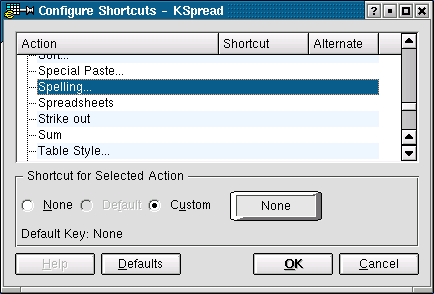 Configure Shortcuts - KSpread
Action Shortcut Alternate
Sort...
Special Paste...
Spelling...
Spreadsheets
Strike out
Sum
Table Style...
Shortcut for Selected Action
None Default Custom None
Default Key: None
Help Defaults OK Cancel